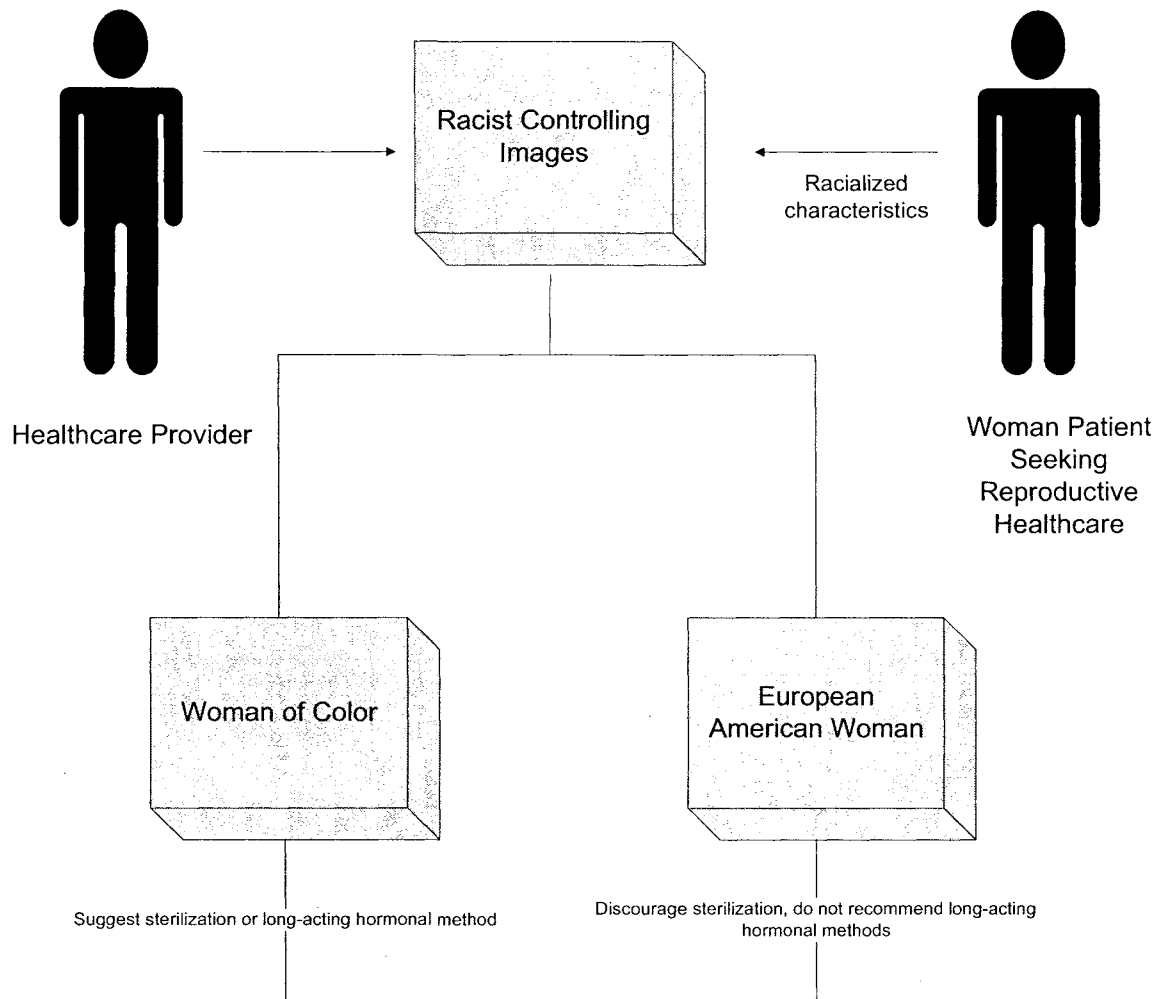 Racist Controlling
Images
Racialized
characteristics
Healthcare Provider
Woman Patient
Seeking
Reproductive
Healthcare
Woman of Color
European
American Woman
Suggest sterilization or long-acting hormonal method
Discourage sterilization, do not recommend long-acting
hormonal methods